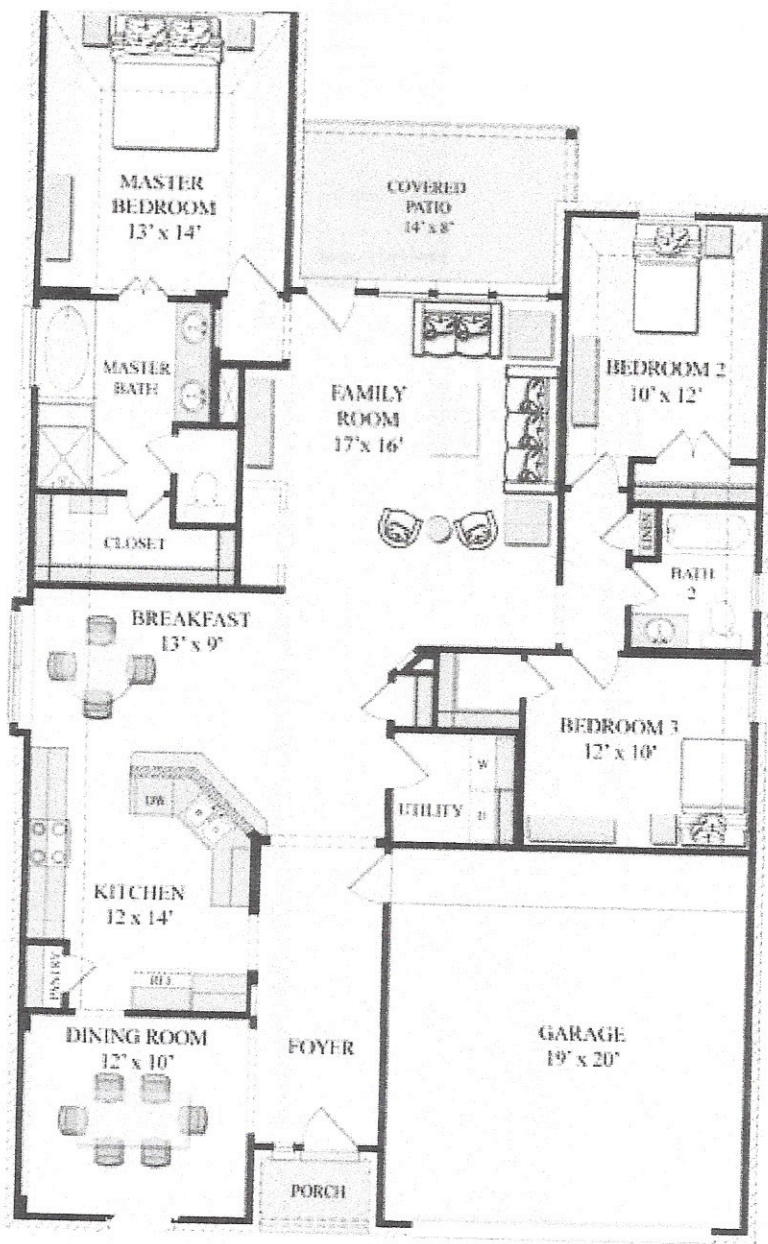 MASTER
BEDROOM
13' x 14'
COVERED
PATIO
14' x 8'
MASTER
BATH
FAMILY
ROOM
17' x 16'
BEDROOM 2
10' x 12'
CLOSET
LINEN
BATH
2
BREAKFAST
13' x 9'
BEDROOM 3
12' x 10'
DW
W
UTILITY
D
KITCHEN
12 x 14'
PANTRY
REF.
DINING ROOM
12' x 10'
FOYER
GARAGE
19' x 20'
PORCH